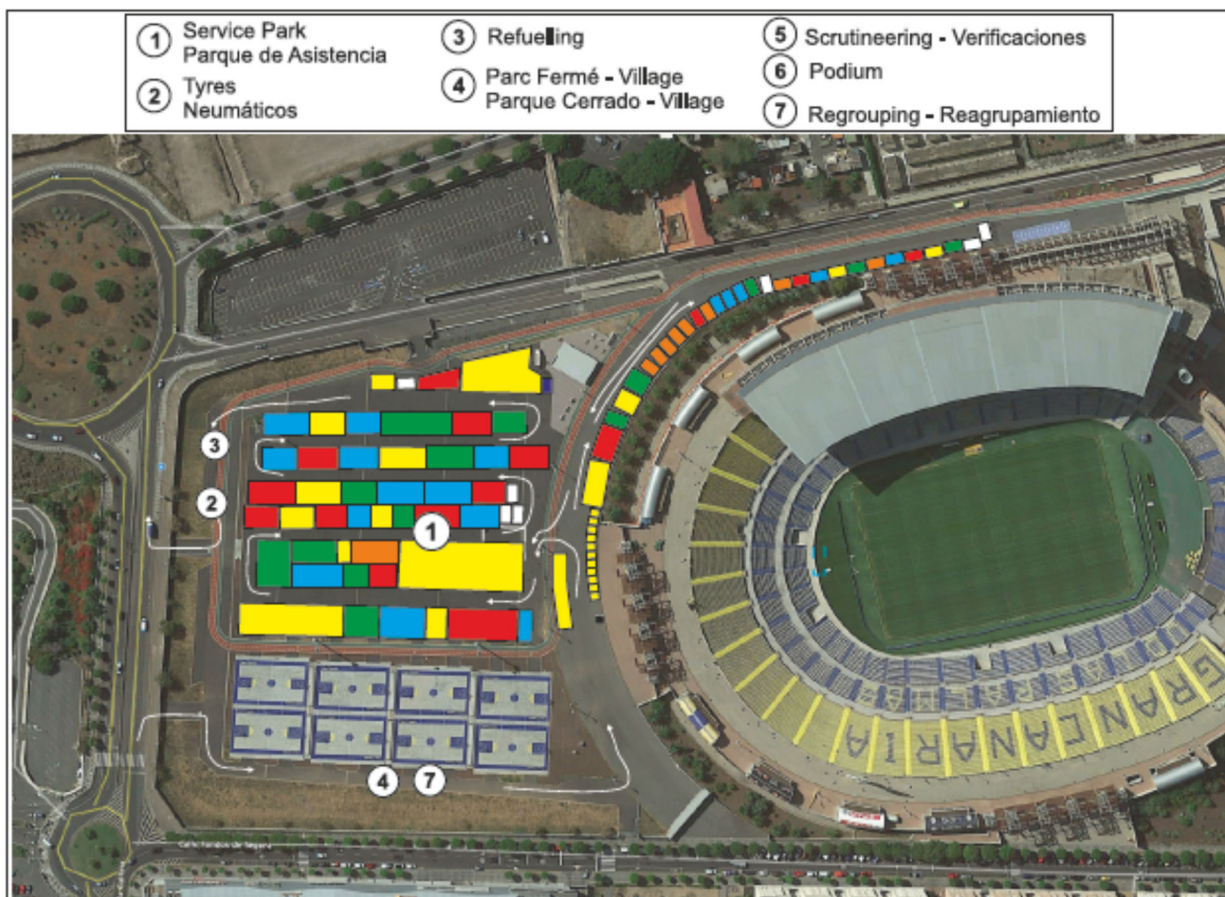 1 Service Park
Parque de Asistencia
2 Tyres
Neumáticos
3 Refuelling
4 Parc Fermé - Village
Parque Cerrado - Village
5 Scrutineering - Verificaciones
6 Podium
7 Regrouping - Reagrupamiento
3
2
1
4 7
GRAN CANARIA